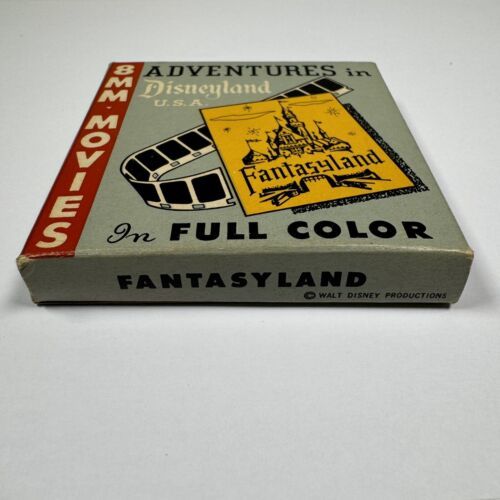 8MM · MOVIES
ADVENTURES in
Disneyland
U.S.A.
Fantasyland
In FULL COLOR
FANTASYLAND
© WALT DISNEY PRODUCTIONS